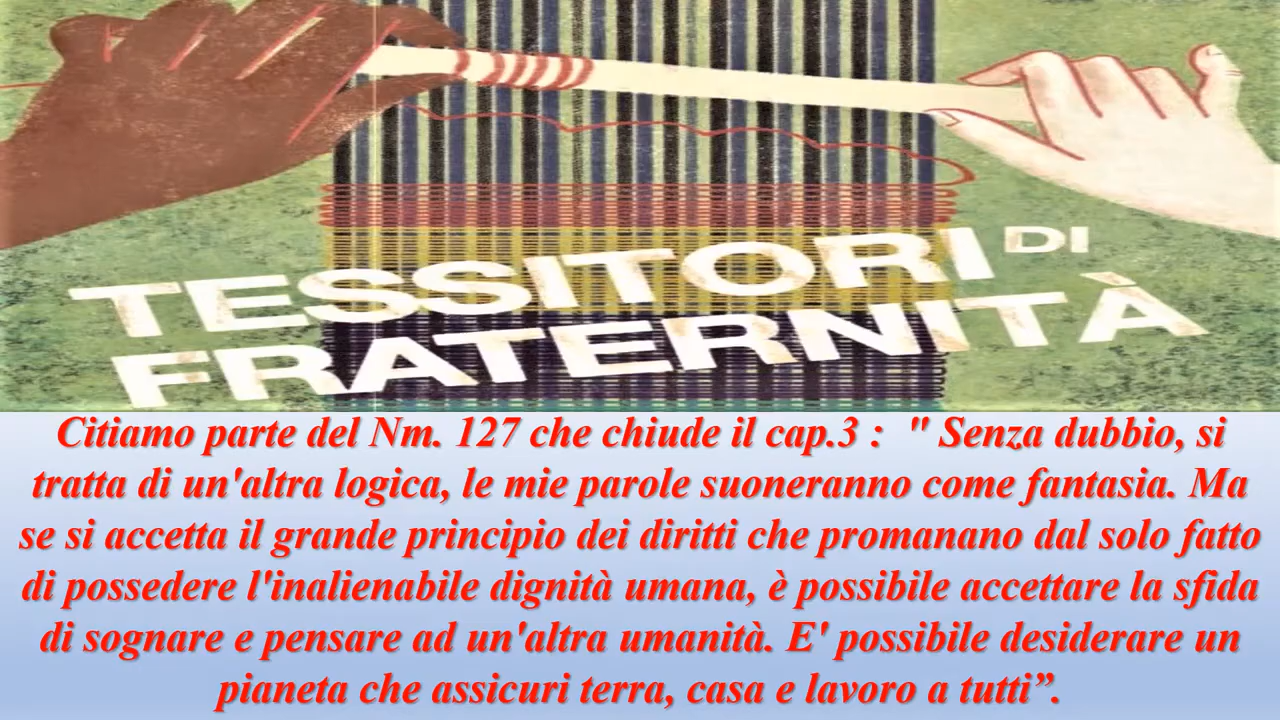 TESSITORI DI
FRATERNITÀ
Citiamo parte del Nm. 127 che chiude il cap.3 :  " Senza dubbio, si
tratta di un'altra logica, le mie parole suoneranno come fantasia. Ma
se si accetta il grande principio dei diritti che promanano dal solo fatto
di possedere l'inalienabile dignità umana, è possibile accettare la sfida
di sognare e pensare ad un'altra umanità. E' possibile desiderare un
pianeta che assicuri terra, casa e lavoro a tutti”.